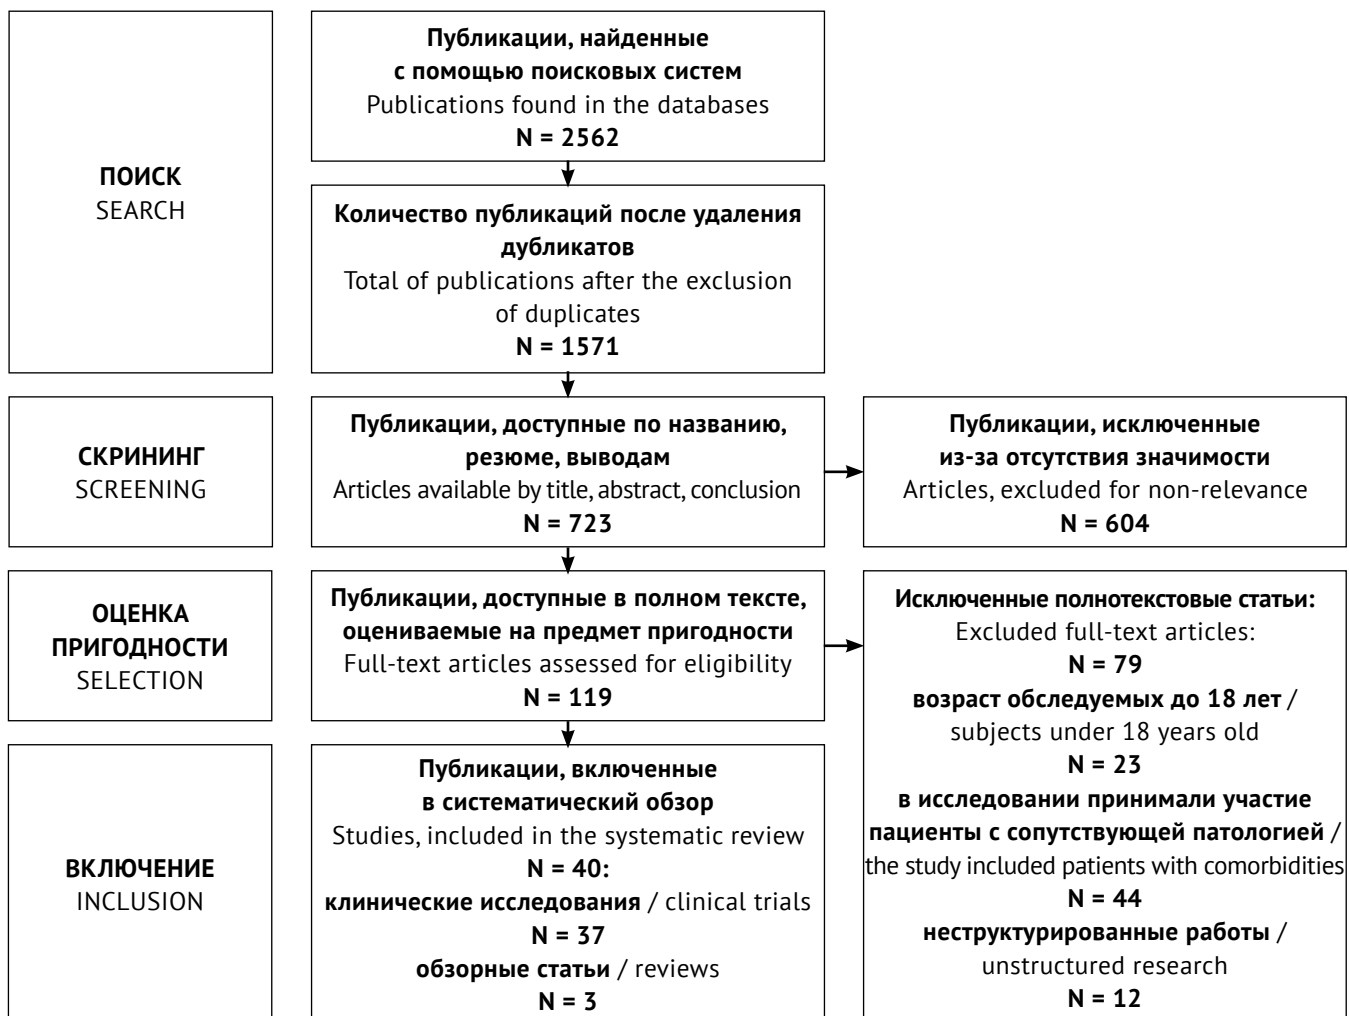 ПОИСК
SEARCH
Публикации, найденные
с помощью поисковых систем
Publications found in the databases
N = 2562
Количество публикаций после удаления
дубликатов
Total of publications after the exclusion
of duplicates
N = 1571
СКРИНИНГ
SCREENING
Публикации, доступные по названию,
резюме, выводам
Articles available by title, abstract, conclusion
N = 723
Публикации, исключенные
из-за отсутствия значимости
Articles, excluded for non-relevance
N = 604
ОЦЕНКА
ПРИГОДНОСТИ
SELECTION
Публикации, доступные в полном тексте,
оцениваемые на предмет пригодности
Full-text articles assessed for eligibility
N = 119
Исключенные полнотекстовые статьи:
Excluded full-text articles:
N = 79
возраст обследуемых до 18 лет /
subjects under 18 years old
N = 23
в исследовании принимали участие
пациенты с сопутствующей патологией /
the study included patients with comorbidities
N = 44
неструктурированные работы /
unstructured research
N = 12
ВКЛЮЧЕНИЕ
INCLUSION
Публикации, включенные
в систематический обзор
Studies, included in the systematic review
N = 40:
клинические исследования / clinical trials
N = 37
обзорные статьи / reviews
N = 3